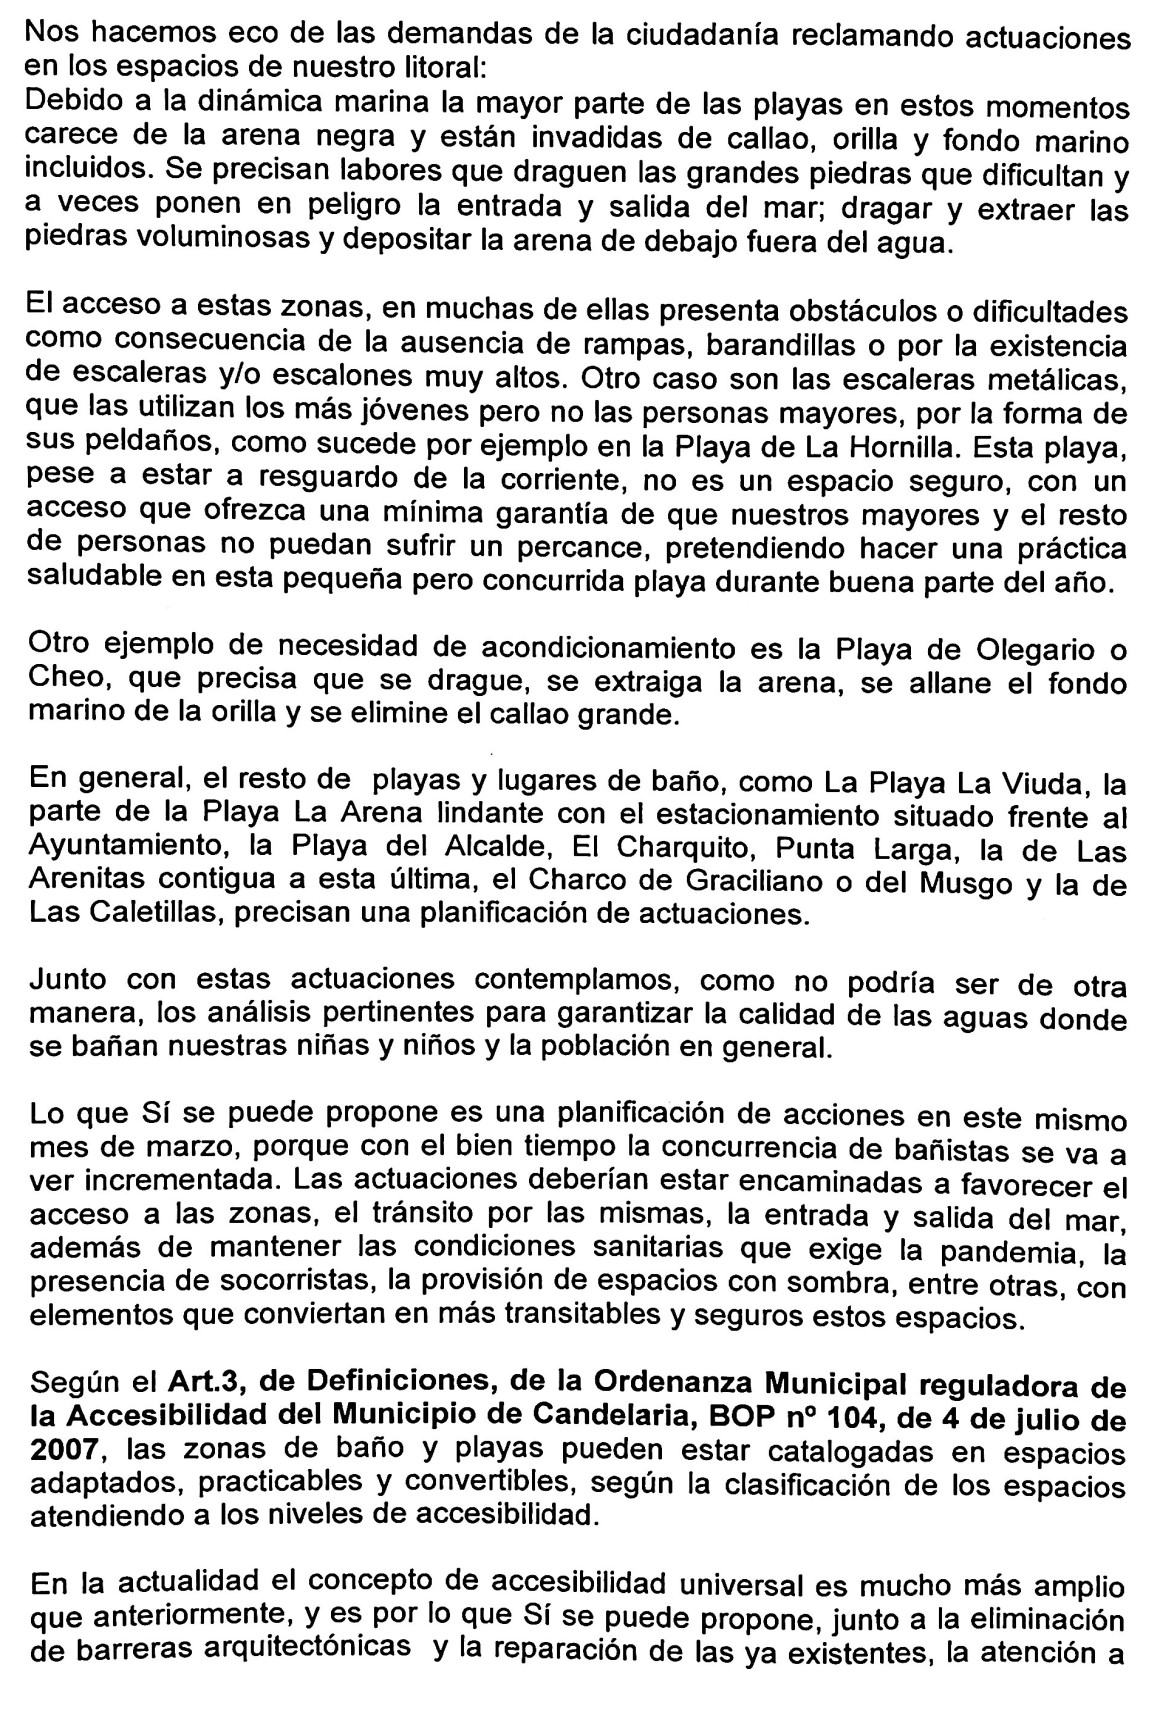 Nos hacemos eco de las demandas de la ciudadanía reclamando actuaciones
en los espacios de nuestro litoral:
Debido a la dinámica marina la mayor parte de las playas en estos momentos
carece de la arena negra y están invadidas de callao, orilla y fondo marino
incluidos. Se precisan labores que draguen las grandes piedras que dificultan y
a veces ponen en peligro la entrada y salida del mar; dragar y extraer las
piedras voluminosas y depositar la arena de debajo fuera del agua.

El acceso a estas zonas, en muchas de ellas presenta obstáculos o dificultades
como consecuencia de la ausencia de rampas, barandillas o por la existencia
de escaleras y/o escalones muy altos. Otro caso son las escaleras metálicas,
que las utilizan los más jóvenes pero no las personas mayores, por la forma de
sus peldaños, como sucede por ejemplo en la Playa de La Hornilla. Esta playa,
pese a estar a resguardo de la corriente, no es un espacio seguro, con un
acceso que ofrezca una mínima garantía de que nuestros mayores y el resto
de personas no puedan sufrir un percance, pretendiendo hacer una práctica
saludable en esta pequeña pero concurrida playa durante buena parte del año.

Otro ejemplo de necesidad de acondicionamiento es la Playa de Olegario o
Cheo, que precisa que se drague, se extraiga la arena, se allane el fondo
marino de la orilla y se elimine el callao grande.

En general, el resto de playas y lugares de baño, como La Playa La Viuda, la
parte de la Playa La Arena lindante con el estacionamiento situado frente al
Ayuntamiento, la Playa del Alcalde, El Charquito, Punta Larga, la de Las
Arenitas contigua a esta última, el Charco de Graciliano o del Musgo y la de
Las Caletillas, precisan una planificación de actuaciones.

Junto con estas actuaciones contemplamos, como no podría ser de otra
manera, los análisis pertinentes para garantizar la calidad de las aguas donde
se bañan nuestras niñas y niños y la población en general.

Lo que Sí se puede propone es una planificación de acciones en este mismo
mes de marzo, porque con el bien tiempo la concurrencia de bañistas se va a
ver incrementada. Las actuaciones deberían estar encaminadas a favorecer el
acceso a las zonas, el tránsito por las mismas, la entrada y salida del mar,
además de mantener las condiciones sanitarias que exige la pandemia, la
presencia de socorristas, la provisión de espacios con sombra, entre otras, con
elementos que conviertan en más transitables y seguros estos espacios.

Según el Art.3, de Definiciones, de la Ordenanza Municipal reguladora de
la Accesibilidad del Municipio de Candelaria, BOP nº 104, de 4 de julio de
2007, las zonas de baño y playas pueden estar catalogadas en espacios
adaptados, practicables y convertibles, según la clasificación de los espacios
atendiendo a los niveles de accesibilidad.

En la actualidad el concepto de accesibilidad universal es mucho más amplio
que anteriormente, y es por lo que Sí se puede propone, junto a la eliminación
de barreras arquitectónicas y la reparación de las ya existentes, la atención a